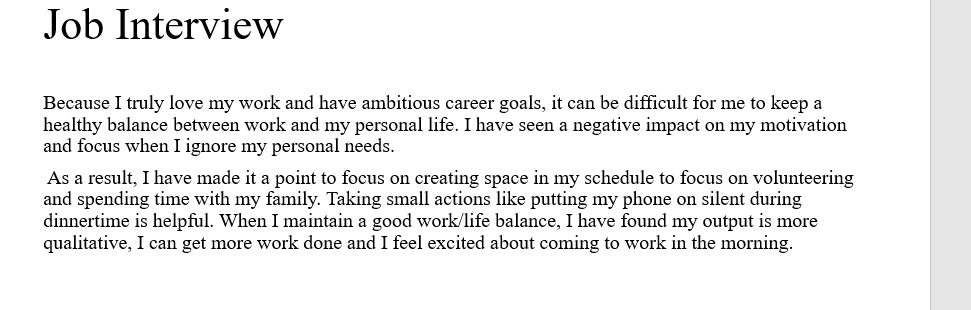 Job Interview
Because I truly love my work and have ambitious career goals, it can be difficult for me to keep a
healthy balance between work and my personal life. I have seen a negative impact on my motivation
and focus when I ignore my personal needs.
As a result, I have made it a point to focus on creating space in my schedule to focus on volunteering
and spending time with my family. Taking small actions like putting my phone on silent during
dinnertime is helpful. When I maintain a good work/life balance, I have found my output is more
qualitative, I can get more work done and I feel excited about coming to work in the morning.